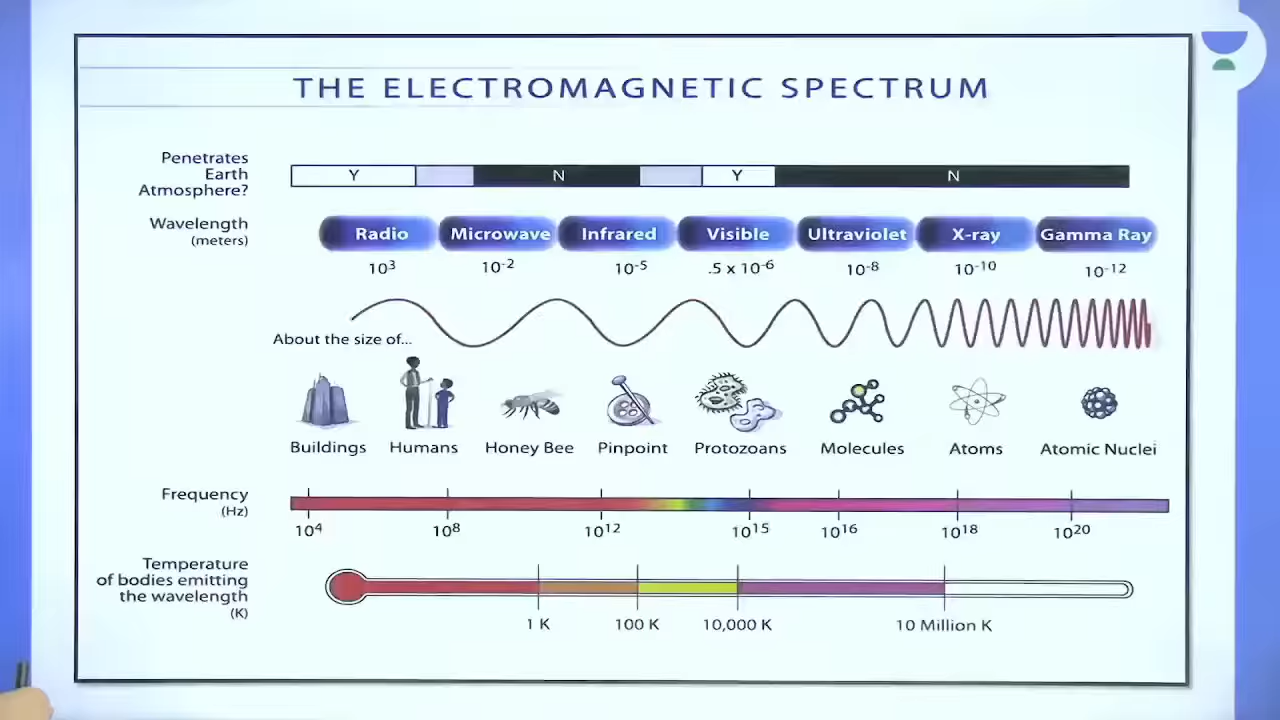 THE ELECTROMAGNETIC SPECTRUM
Penetrates
Earth
Atmosphere?
Y N Y N
Wavelength
(meters)
Radio Microwave Infrared Visible Ultraviolet X-ray Gamma Ray
10³ 10⁻² 10⁻⁵ .5 x 10⁻⁶ 10⁻⁸ 10⁻¹⁰ 10⁻¹²
About the size of...
Buildings Humans Honey Bee Pinpoint Protozoans Molecules Atoms Atomic Nuclei
Frequency
(Hz)
10⁴ 10⁸ 10¹² 10¹⁵ 10¹⁶ 10¹⁸ 10²⁰
Temperature
of bodies emitting
the wavelength
(K)
1 K 100 K 10,000 K 10 Million K